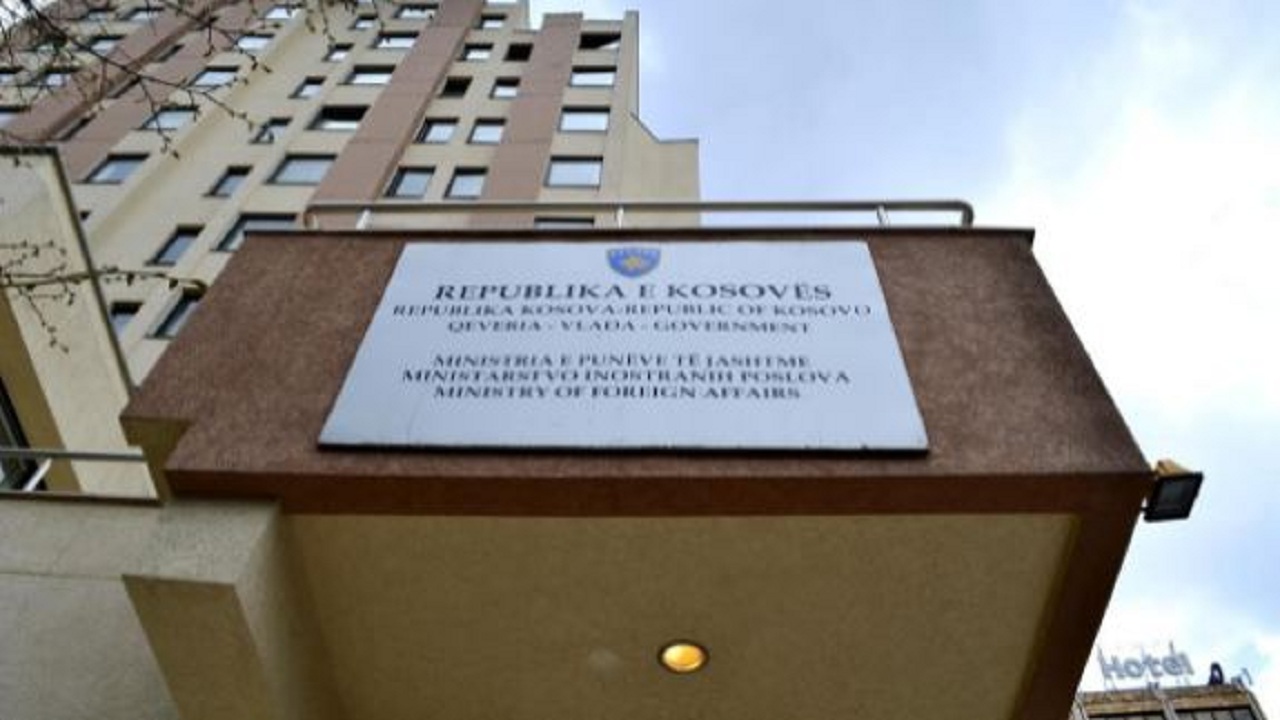 REPUBLIKA E KOSOVËS
REPUBLIKA KOSOVA-REPUBLIC OF KOSOVO
QEVERIA - VLADA - GOVERNMENT
MINISTRIA E PUNËVE TË JASHTME
MINISTARSTVO INOSTRANIH POSLOVA
MINISTRY OF FOREIGN AFFAIRS
Hotel